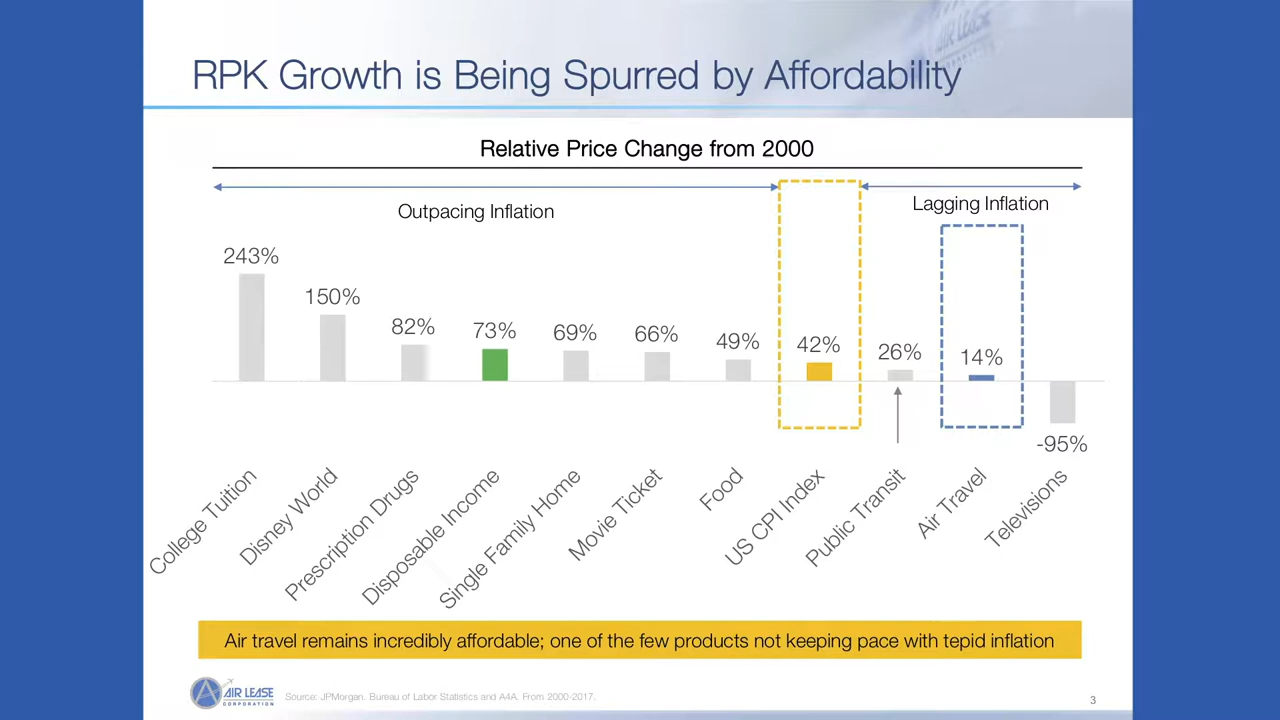 AIR LEASE
CORPORATION
RPK Growth is Being Spurred by Affordability
Relative Price Change from 2000
Outpacing Inflation
Lagging Inflation
243%
150%
82%
73%
69%
66%
49%
42%
26%
14%
-95%
College Tuition
Disney World
Prescription Drugs
Disposable Income
Single Family Home
Movie Ticket
Food
US CPI Index
Public Transit
Air Travel
Televisions
Air travel remains incredibly affordable; one of the few products not keeping pace with tepid inflation
AIR LEASE
CORPORATION
Source: JPMorgan. Bureau of Labor Statistics and A4A. From 2000-2017.
3